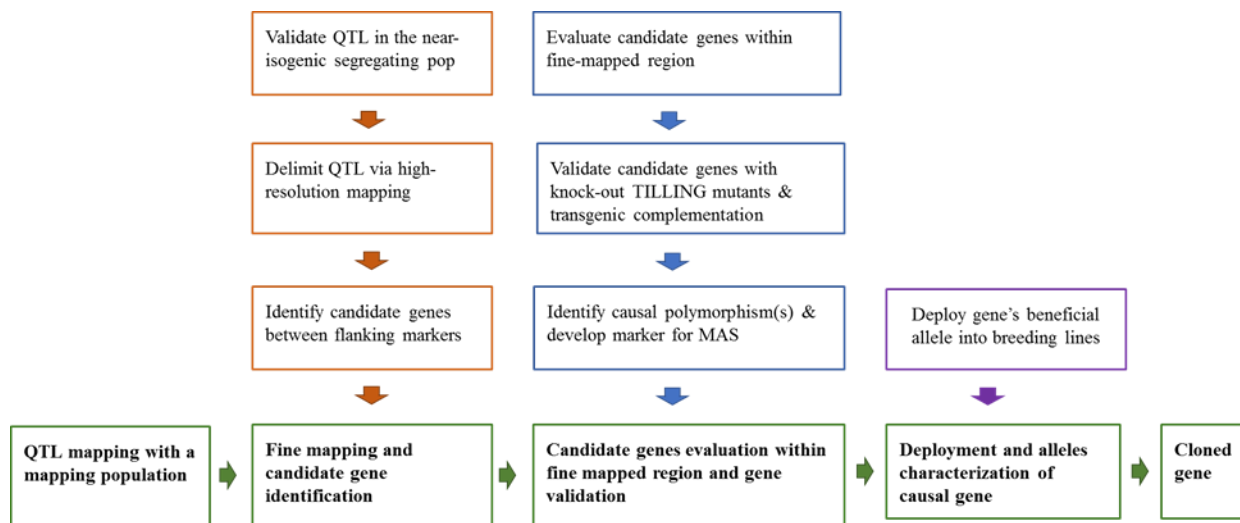 Validate QTL in the near-
isogenic segregating pop
Evaluate candidate genes within
fine-mapped region
Delimit QTL via high-
resolution mapping
Validate candidate genes with
knock-out TILLING mutants &
transgenic complementation
Identify candidate genes
between flanking markers
Identify causal polymorphism(s) &
develop marker for MAS
Deploy gene's beneficial
allele into breeding lines
QTL mapping with a
mapping population
Fine mapping and
candidate gene
identification
Candidate genes evaluation within
fine mapped region and gene
validation
Deployment and alleles
characterization of
causal gene
Cloned
gene